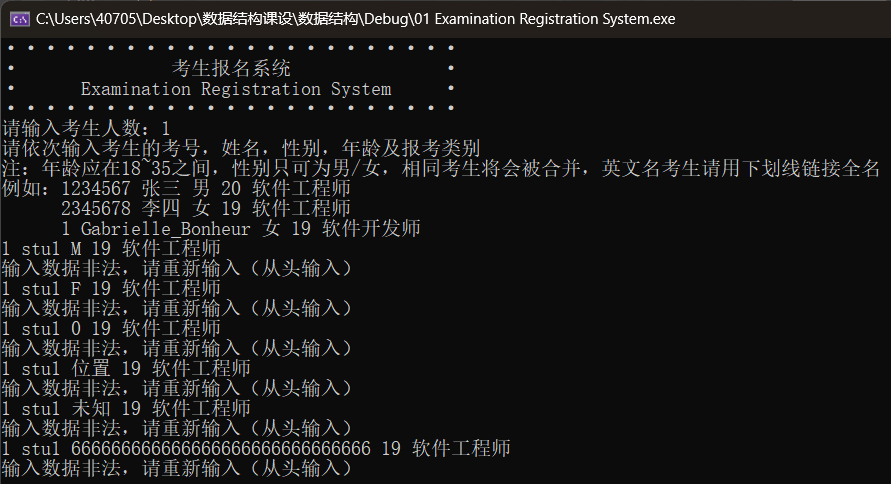 C:\Users\40705\Desktop\数据结构课设\数据结构\Debug\01 Examination Registration System.exe
考生报名系统
Examination Registration System
请输入考生人数：1
请依次输入考生的考号，姓名，性别，年龄及报考类别
注：年龄应在18~35之间，性别只可为男/女，相同考生将会被合并，英文名考生请用下划线链接全名
例如：1234567 张三 男 20 软件工程师
2345678 李四 女 19 软件工程师
1 Gabrielle_Bonheur 女 19 软件开发师
1 stu1 M 19 软件工程师
输入数据非法，请重新输入（从头输入）
1 stu1 F 19 软件工程师
输入数据非法，请重新输入（从头输入）
1 stu1 0 19 软件工程师
输入数据非法，请重新输入（从头输入）
1 stu1 位置 19 软件工程师
输入数据非法，请重新输入（从头输入）
1 stu1 未知 19 软件工程师
输入数据非法，请重新输入（从头输入）
1 stu1 666666666666666666666666666666 19 软件工程师
输入数据非法，请重新输入（从头输入）